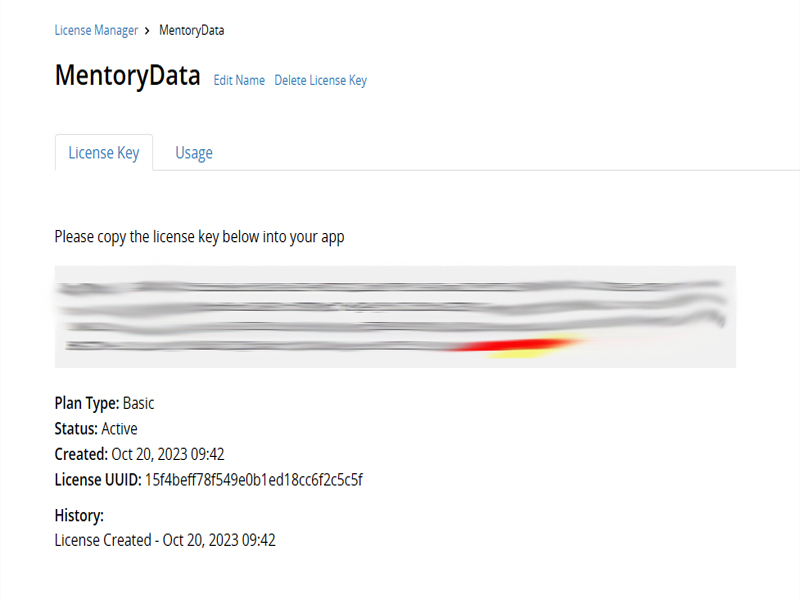 License Manager > MentoryData
MentoryData Edit Name Delete License Key
License Key Usage
Please copy the license key below into your app
Plan Type: Basic
Status: Active
Created: Oct 20, 2023 09:42
License UUID: 15f4beff78f549e0b1ed18cc6f2c5c5f
History:
License Created - Oct 20, 2023 09:42